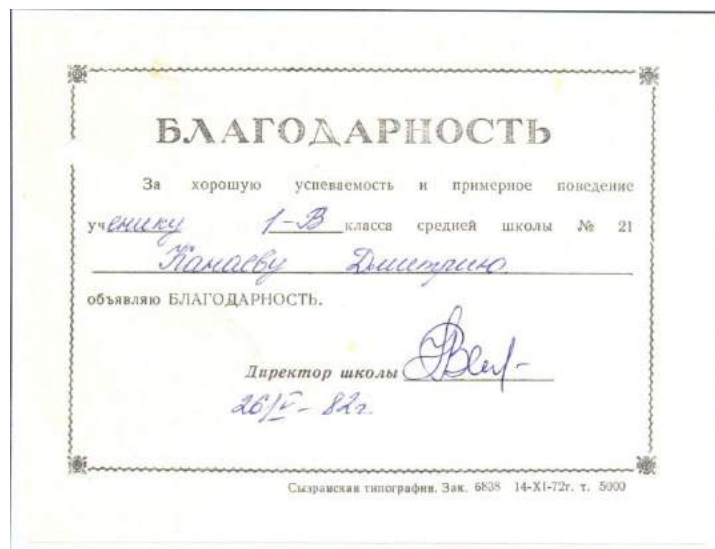 БЛАГОДАРНОСТЬ
За хорошую успеваемость и примерное поведение
ученику 1-В класса средней школы № 21
Канаеву Дмитрию
объявляю БЛАГОДАРНОСТЬ.
Директор школы
26/V-82г.
Сызранская типография. Зак. 6838 14-XI-72г. т. 5000